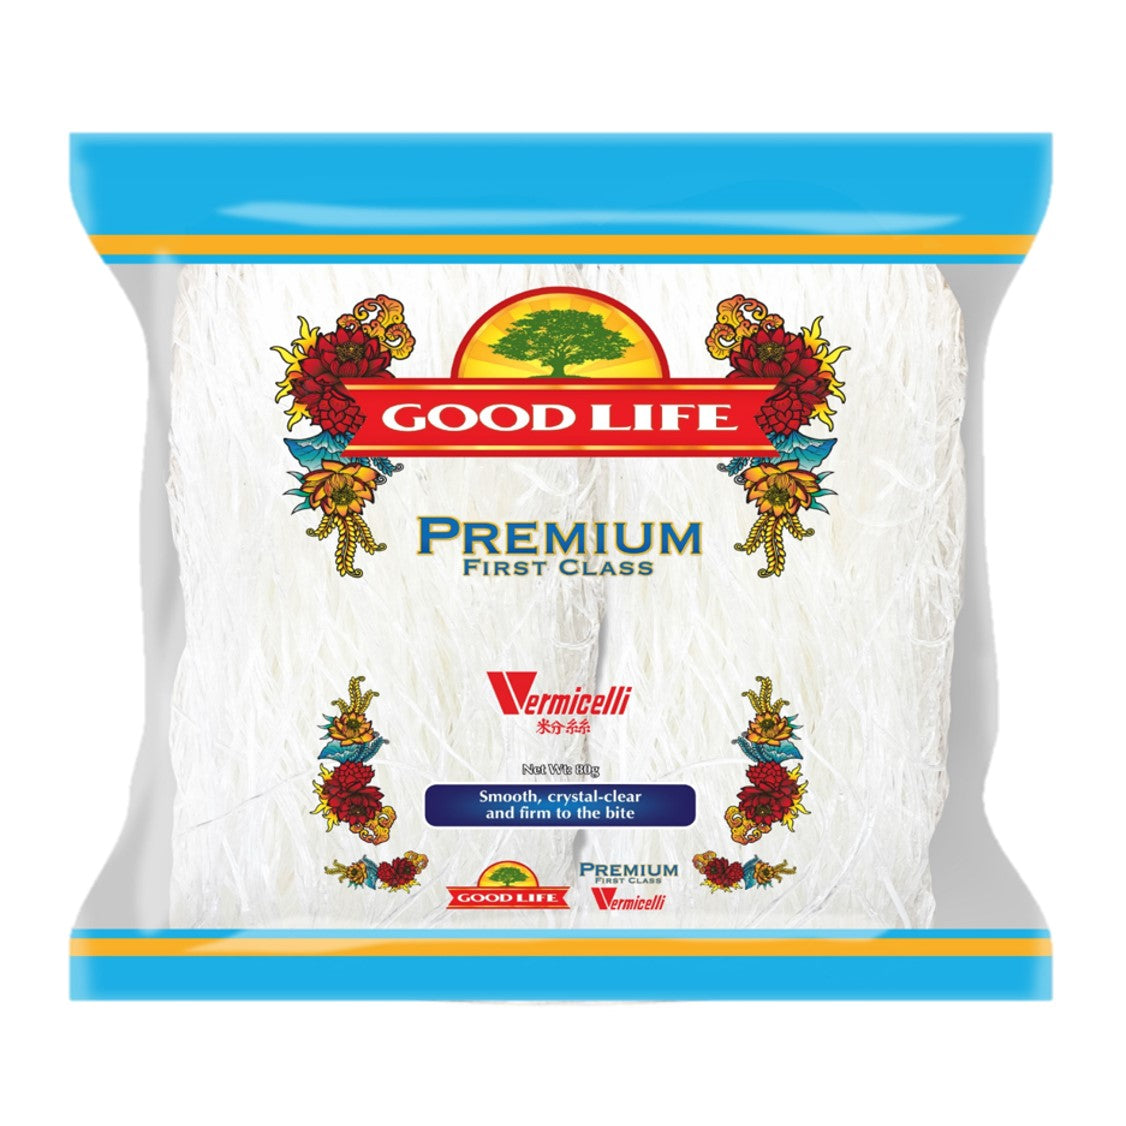 GOOD LIFE
PREMIUM
FIRST CLASS
Vermicelli
粉絲
Net Wt: 80g
Smooth, crystal-clear
and firm to the bite
GOOD LIFE
PREMIUM
FIRST CLASS
Vermicelli